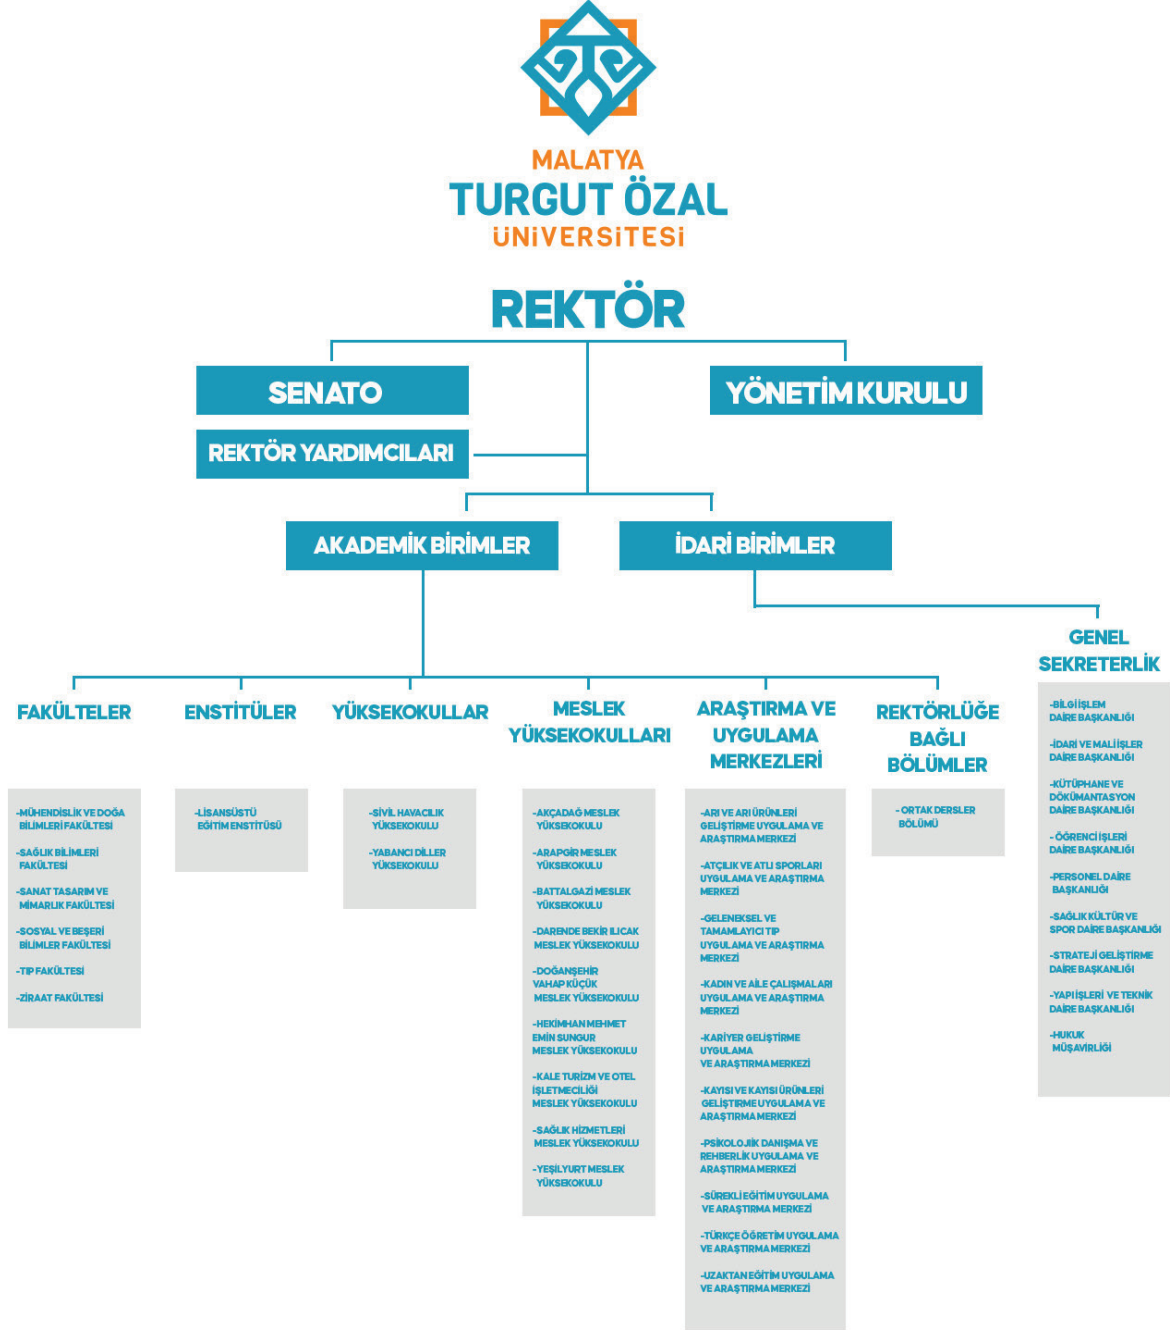 MALATYA
TURGUT ÖZAL
ÜNİVERSİTESİ
REKTÖR
SENATO
YÖNETİM KURULU
REKTÖR YARDIMCILARI
AKADEMİK BİRİMLER
İDARİ BİRİMLER
FAKÜLTELER
-MÜHENDİSLİK VE DOĞA
BİLİMLERİ FAKÜLTESİ
-SAĞLIK BİLİMLERİ
FAKÜLTESİ
-SANAT TASARIM VE
MİMARLIK FAKÜLTESİ
-SOSYAL VE BEŞERİ
BİLİMLER FAKÜLTESİ
-TIP FAKÜLTESİ
-ZİRAAT FAKÜLTESİ
ENSTİTÜLER
-LİSANSÜSTÜ
EĞİTİM ENSTİTÜSÜ
YÜKSEKOKULLAR
-SİVİL HAVACILIK
YÜKSEKOKULU
-YABANCI DİLLER
YÜKSEKOKULU
MESLEK
YÜKSEKOKULLARI
-AKÇADAĞ MESLEK
YÜKSEKOKULU
-ARAPGİR MESLEK
YÜKSEKOKULU
-BATTALGAZİ MESLEK
YÜKSEKOKULU
-DARENDE BEKİR ILICAK
MESLEK YÜKSEKOKULU
-DOĞANŞEHİR
VAHAP KÜÇÜK
MESLEK YÜKSEKOKULU
-HEKİMHAN MEHMET
EMİN SUNGUR
MESLEK YÜKSEKOKULU
-KALE TURİZM VE OTEL
İŞLETMECİLİĞİ
MESLEK YÜKSEKOKULU
-SAĞLIK HİZMETLERİ
MESLEK YÜKSEKOKULU
-YEŞİLYURT MESLEK
YÜKSEKOKULU
ARAŞTIRMA VE
UYGULAMA
MERKEZLERİ
-ARI VE ARI ÜRÜNLERİ
GELİŞTİRME UYGULAMA VE
ARAŞTIRMA MERKEZİ
-ATÇILIK VE ATLI SPORLARI
UYGULAMA VE ARAŞTIRMA
MERKEZİ
-GELENEKSEL VE
TAMAMLAYICI TIP
UYGULAMA VE ARAŞTIRMA
MERKEZİ
-KADIN VE AİLE ÇALIŞMALARI
UYGULAMA VE ARAŞTIRMA
MERKEZİ
-KARİYER GELİŞTİRME
UYGULAMA
VE ARAŞTIRMA MERKEZİ
-KAYISI VE KAYISI ÜRÜNLERİ
GELİŞTİRME UYGULAMA VE
ARAŞTIRMA MERKEZİ
-PSİKOLOJİİK DANIŞMA VE
REHBERLİK UYGULAMA VE
ARAŞTIRMA MERKEZİ
-SÜREKLİ EĞİTİM UYGULAMA
VE ARAŞTIRMA MERKEZİ
-TÜRKÇE ÖĞRETİM UYGULAMA
VE ARAŞTIRMA MERKEZİ
-UZAKTAN EĞİTİM UYGULAMA
VE ARAŞTIRMA MERKEZİ
REKTÖRLÜĞE
BAĞLI
BÖLÜMLER
- ORTAK DERSLER
BÖLÜMÜ
GENEL
SEKRETERLİK
-BİLGİ İŞLEM
DAİRE BAŞKANLIĞI
-İDARİ VE MALİ İŞLER
DAİRE BAŞKANLIĞI
-KÜTÜPHANE VE
DÖKÜMANTASYON
DAİRE BAŞKANLIĞI
- ÖĞRENCİ İŞLERİ
DAİRE BAŞKANLIĞI
-PERSONEL DAİRE
BAŞKANLIĞI
-SAĞLIK KÜLTÜR VE
SPOR DAİRE BAŞKANLIĞI
-STRATEJİ GELİŞTİRME
DAİRE BAŞKANLIĞI
-YAPI İŞLERİ VE TEKNİK
DAİRE BAŞKANLIĞI
-HUKUK
MÜŞAVİRLİĞİ